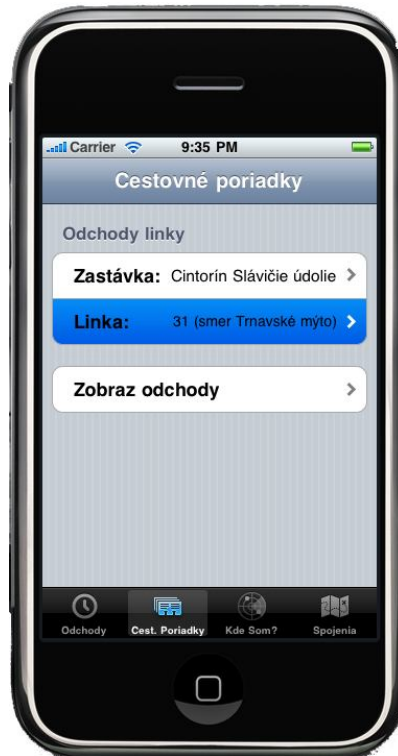 Carrier 9:35 PM
Cestovné poriadky
Odchody linky
Zastávka: Cintorín Slávičie údolie
Linka: 31 (smer Trnavské mýto)
Zobraz odchody
Odchody Cest. Poriadky Kde Som? Spojenia